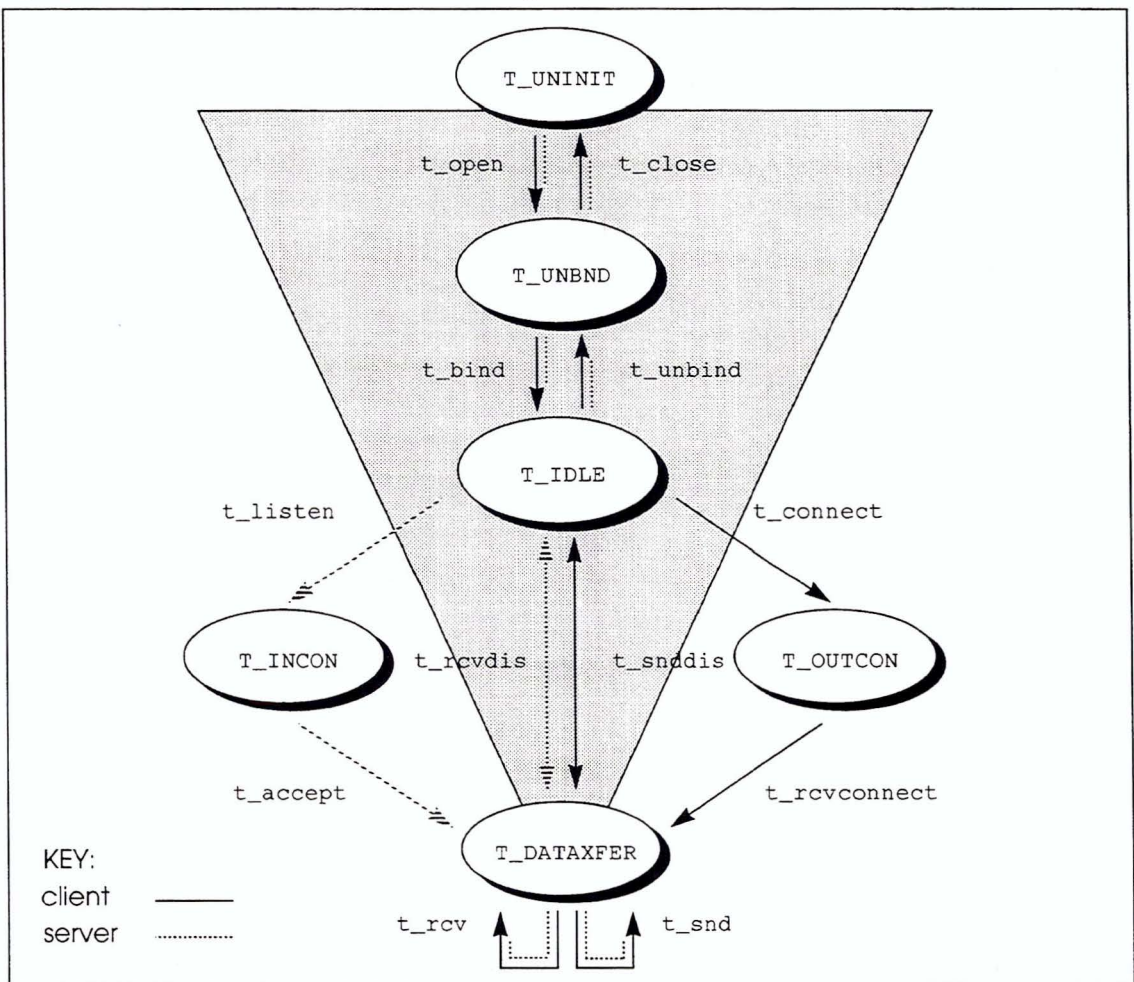 T_UNINIT
t_open
t_close
T_UNBND
t_bind
t_unbind
T_IDLE
t_listen
t_connect
T_INCON
t_rcvdis
t_snddis
T_OUTCON
t_accept
t_rcvconnect
T_DATAXFER
KEY:
client
server
t_rcv
t_snd